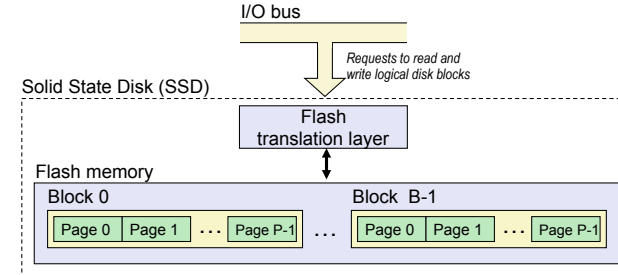 I/O bus
Requests to read and
write logical disk blocks
Solid State Disk (SSD)
Flash
translation layer
Flash memory
Block 0
Block B-1
Page 0 Page 1 ... Page P-1 ... Page 0 Page 1 ... Page P-1